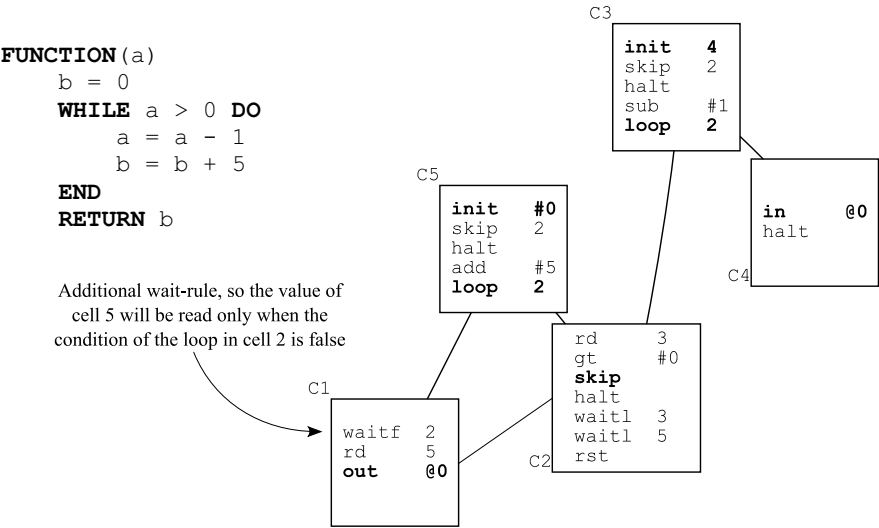 FUNCTION(a)
b = 0
WHILE a > 0 DO
a = a - 1
b = b + 5
END
RETURN b
Additional wait-rule, so the value of
cell 5 will be read only when the
condition of the loop in cell 2 is false
C3
init 4
skip 2
halt
sub #1
loop 2
C5
init #0
skip 2
halt
add #5
loop 2
in @0
halt
C4
C1
waitf 2
rd 5
out @0
rd 3
gt #0
skip
halt
waitl 3
waitl 5
rst
C2